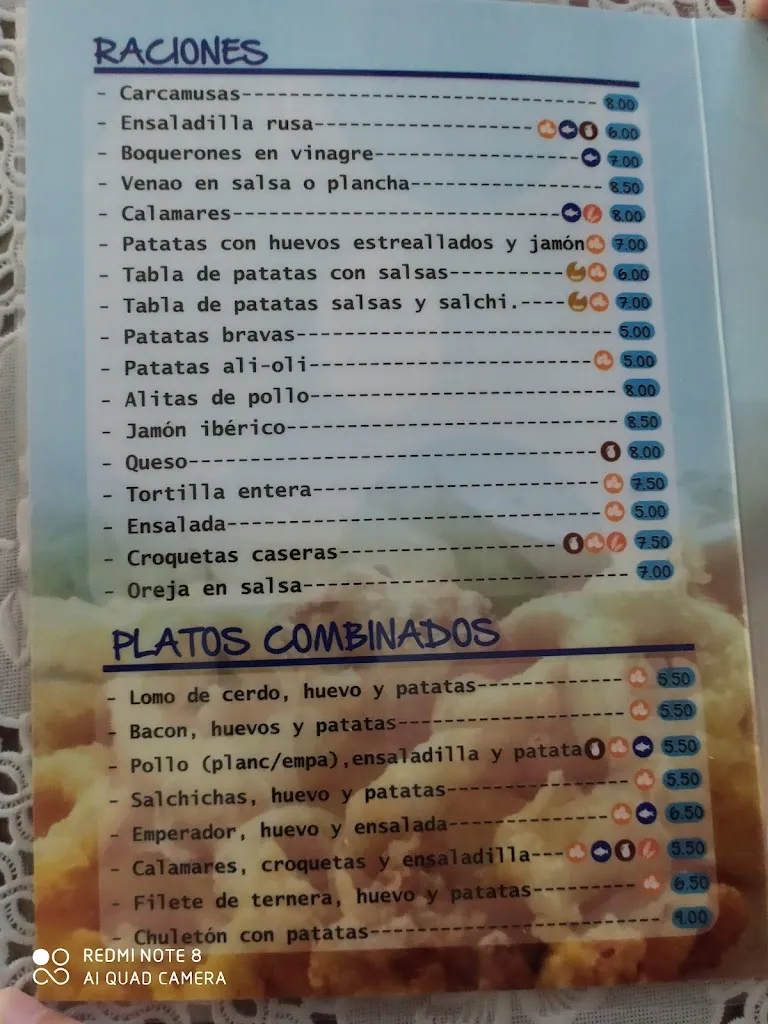 RACIONES
- Carcamusas 8.00
- Ensaladilla rusa 6.00
- Boquerones en vinagre 7.00
- Venao en salsa o plancha 8.50
- Calamares 8.00
- Patatas con huevos estreallados y jamón 7.00
- Tabla de patatas con salsas 6.00
- Tabla de patatas salsas y salchi. 7.00
- Patatas bravas 5.00
- Patatas ali-oli 5.00
- Alitas de pollo 8.00
- Jamón ibérico 8.50
- Queso 8.00
- Tortilla entera 7.50
- Ensalada 5.00
- Croquetas caseras 7.50
- Oreja en salsa 7.00
PLATOS COMBINADOS
- Lomo de cerdo, huevo y patatas 5.50
- Bacon, huevos y patatas 5.50
- Pollo (planc/empa),ensaladilla y patata 5.50
- Salchichas, huevo y patatas 5.50
- Emperador, huevo y ensalada 6.50
- Calamares, croquetas y ensaladilla 5.50
- Filete de ternera, huevo y patatas 6.50
- Chuletón con patatas
REDMI NOTE 8
AI QUAD CAMERA